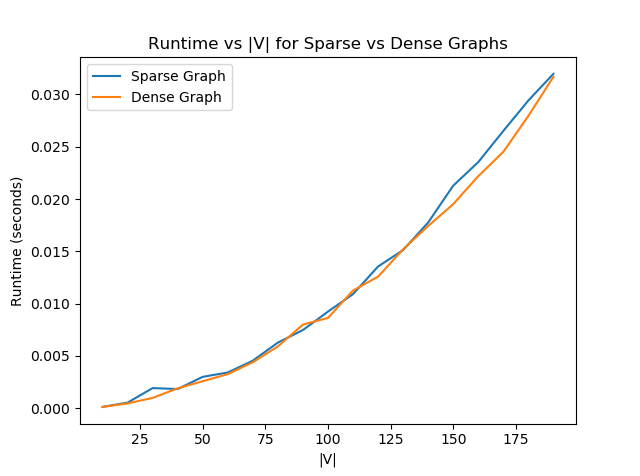 Runtime vs |V| for Sparse vs Dense Graphs
Sparse Graph
Dense Graph
Runtime (seconds)
0.030
0.025
0.020
0.015
0.010
0.005
0.000
25 50 75 100 125 150 175
|V|